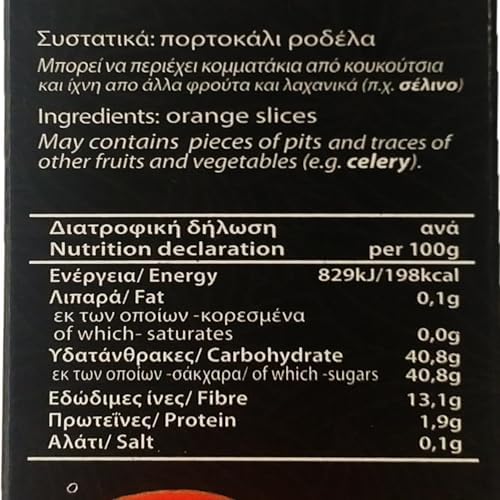 Συστατικά: πορτοκάλι ροδέλα
Μπορεί να περιέχει κομματάκια από κουκούτσια
και ίχνη απο άλλα φρούτα και λαχανικά (π.χ. σέλινο)
Ingredients: orange slices
May contains pieces of pits and traces of
other fruits and vegetables (e.g. celery).
Διατροφική δήλωση ανά
Nutrition declaration per 100g
Ενέργεια/ Energy 829kJ/198kcal
Λιπαρά/ Fat 0,1g
εκ των οποίων -κορεσμένα
of which- saturates 0,0g
Υδατάνθρακες/ Carbohydrate 40,8g
εκ των οποίων -σάκχαρα/ of which -sugars 40,8g
Εδώδιμες ίνες/ Fibre 13,1g
Πρωτεΐνες/ Protein 1,9g
Αλάτι/ Salt 0,1g